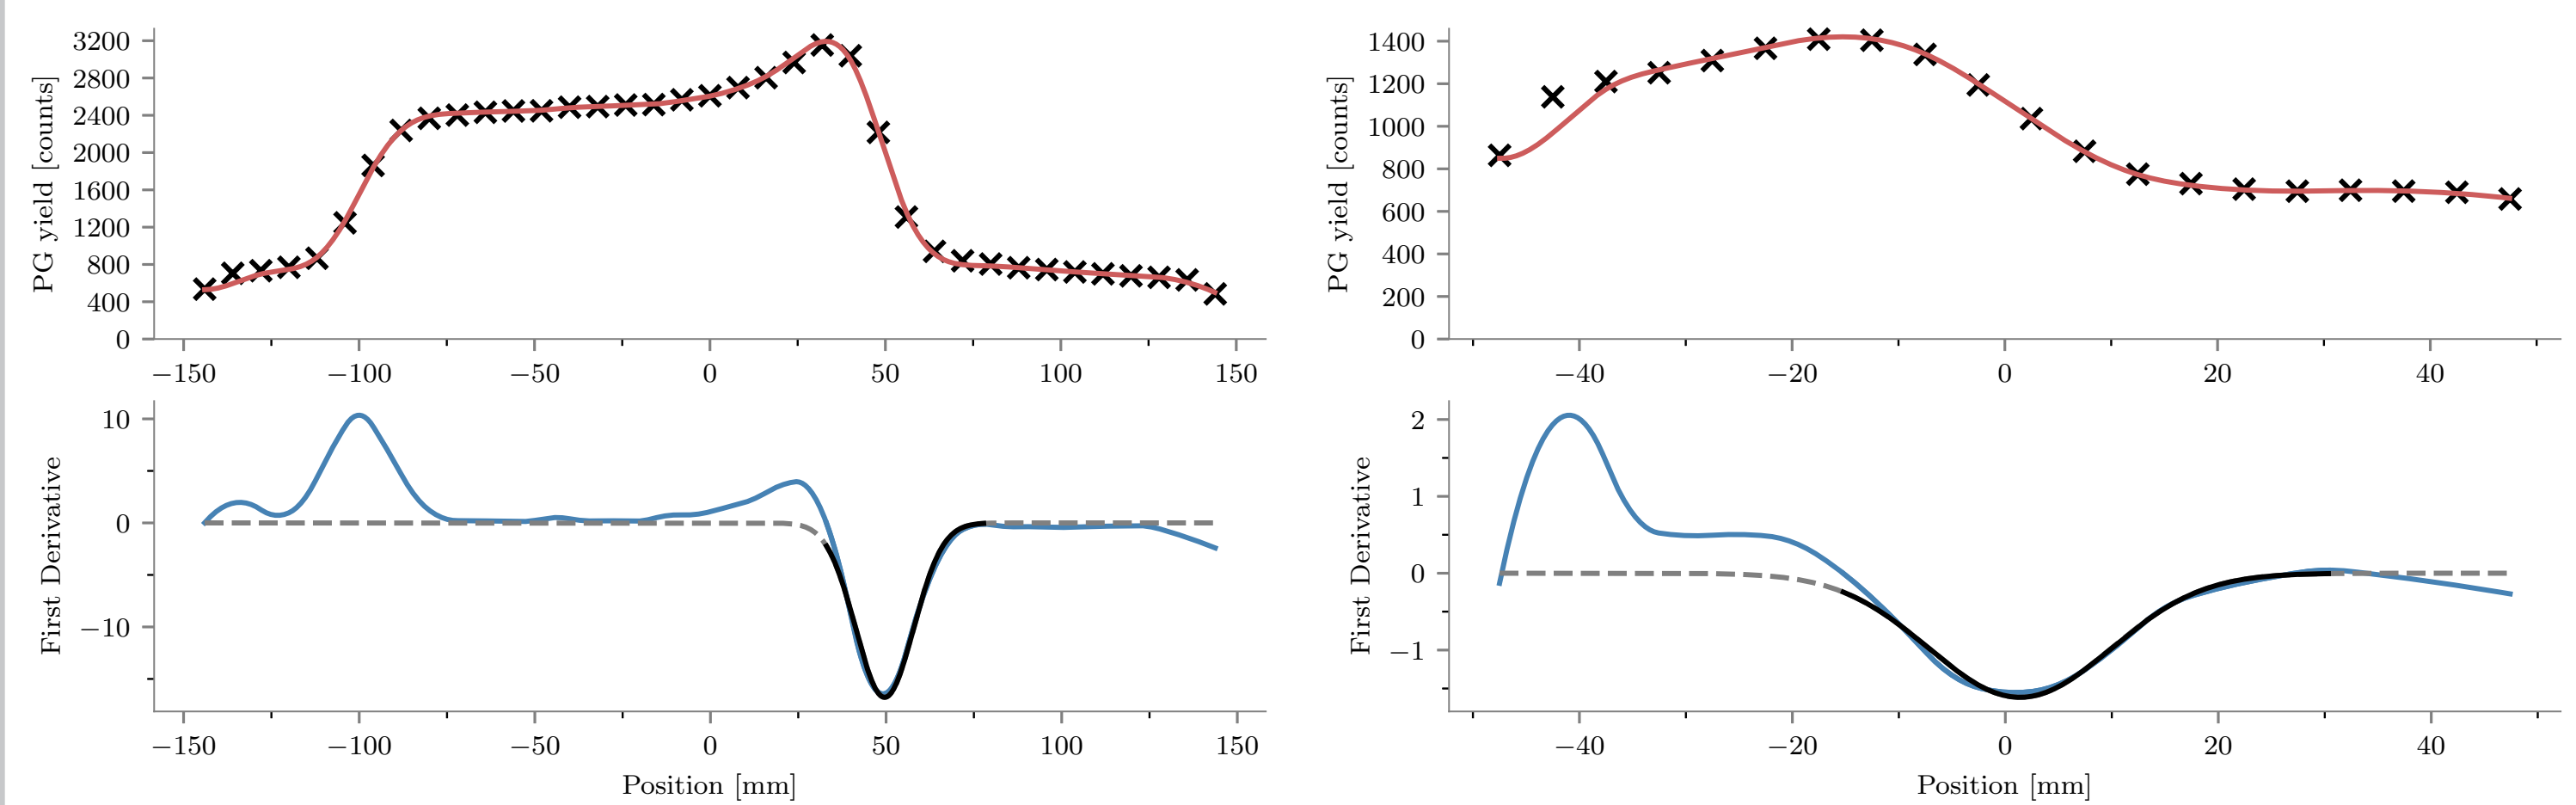 PG yield [counts]
3200
2800
2400
2000
1600
1200
800
400
0
−150 −100 −50 0 50 100 150
PG yield [counts]
1400
1200
1000
800
600
400
200
0
−40 −20 0 20 40
First Derivative
10
0
−10
−150 −100 −50 0 50 100 150
Position [mm]
First Derivative
2
1
0
−1
−40 −20 0 20 40
Position [mm]